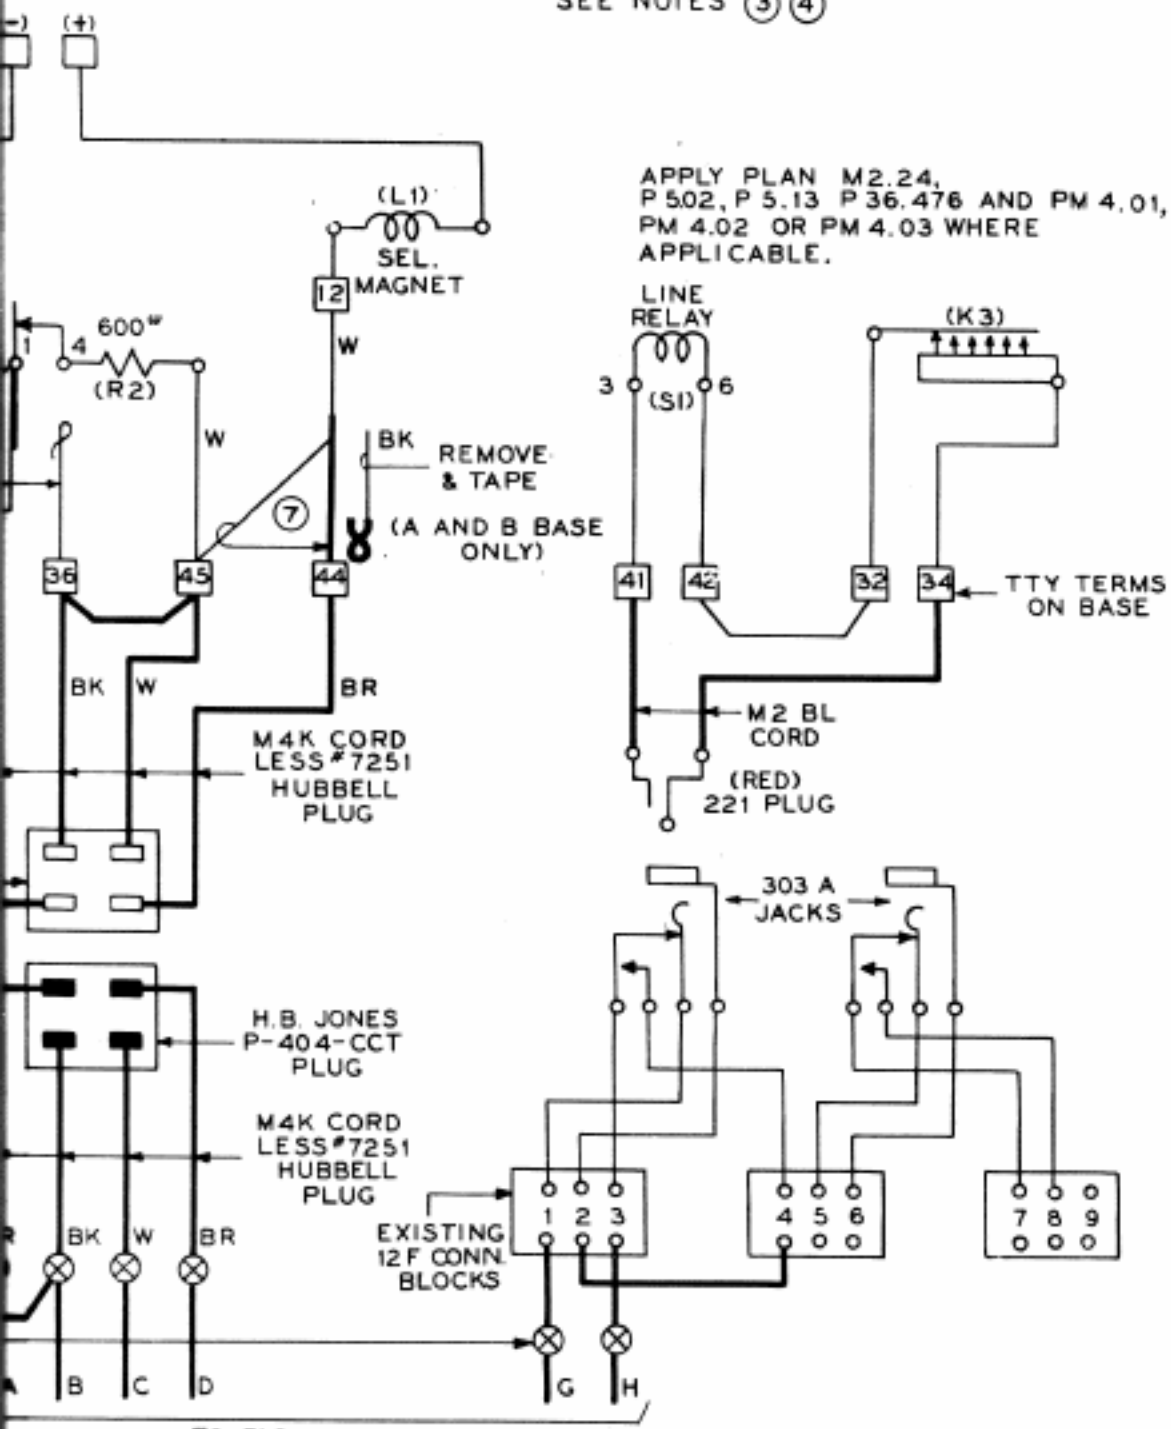 SEE NOTES 3 4
(-) (+)
APPLY PLAN M2.24,
P 5.02, P 5.13 P 36.476 AND PM 4.01,
PM 4.02 OR PM 4.03 WHERE
APPLICABLE.
(L1)
SEL.
MAGNET
12
W
LINE
RELAY
3 6
(S1)
(K3)
600ω
1 4
(R2)
W
BK
REMOVE
& TAPE
7
(A AND B BASE
ONLY)
36 45 44
41 42 32 34
TTY TERMS
ON BASE
BK W BR
M2 BL
CORD
M4K CORD
LESS #7251
HUBBELL
PLUG
(RED)
221 PLUG
303 A
JACKS
H.B. JONES
P-404-CCT
PLUG
M4K CORD
LESS #7251
HUBBELL
PLUG
1 2 3
4 5 6
7 8 9
EXISTING
12F CONN.
BLOCKS
R BK W BR
A B C D
G H